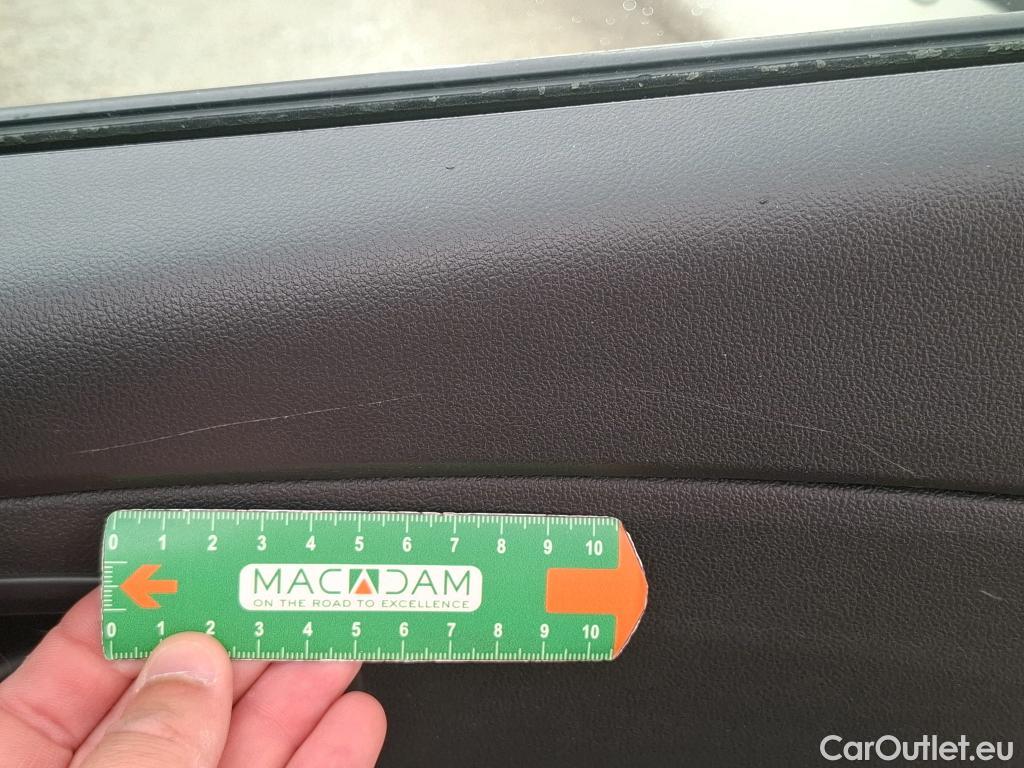 0 1 2 3 4 5 6 7 8 9 10
MACADAM
ON THE ROAD TO EXCELLENCE
0 1 2 3 4 5 6 7 8 9 10
CarOutlet.eu